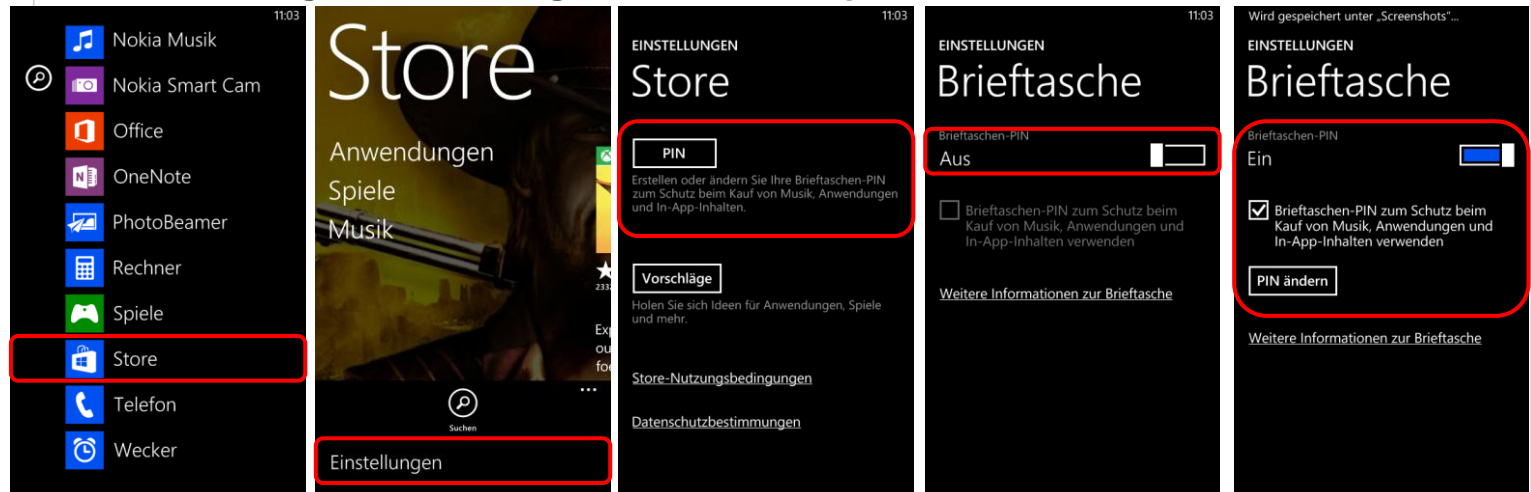 11:03
Nokia Musik
Nokia Smart Cam
Office
OneNote
PhotoBeamer
Rechner
Spiele
Store
Telefon
Wecker
Store
Anwendungen
Spiele
Musik
Suchen
...
Einstellungen
11:03
EINSTELLUNGEN
Store
PIN
Erstellen oder ändern Sie Ihre Brieftaschen-PIN
zum Schutz beim Kauf von Musik, Anwendungen
und In-App-Inhalten.
Vorschläge
Holen Sie sich Ideen für Anwendungen, Spiele
und mehr.
Store-Nutzungsbedingungen
Datenschutzbestimmungen
11:03
EINSTELLUNGEN
Brieftasche
Brieftaschen-PIN
Aus
Brieftaschen-PIN zum Schutz beim
Kauf von Musik, Anwendungen und
In-App-Inhalten verwenden
Weitere Informationen zur Brieftasche
Wird gespeichert unter „Screenshots"...
EINSTELLUNGEN
Brieftasche
Brieftaschen-PIN
Ein
Brieftaschen-PIN zum Schutz beim
Kauf von Musik, Anwendungen und
In-App-Inhalten verwenden
PIN ändern
Weitere Informationen zur Brieftasche